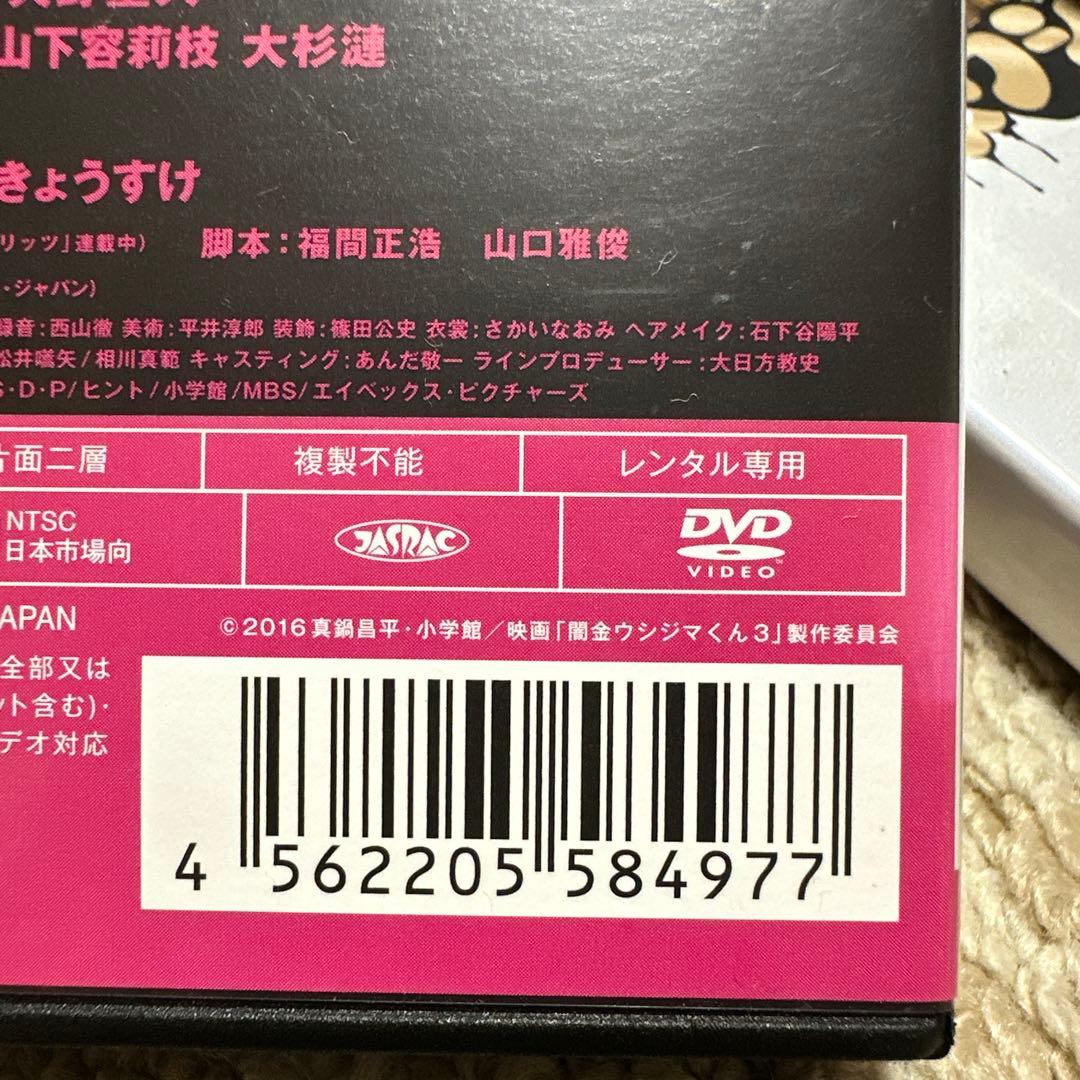 山下容莉枝 大杉漣
きょうすけ
リッツ」連載中) 脚本:福間正浩 山口雅俊
・ジャパン)
録音:西山徹 美術:平井淳郎 装飾:篠田公史 衣裳:さかいなおみ ヘアメイク:石下谷陽平
松井囁矢/相川真範 キャスティング:あんだ敬一 ラインプロデューサー:大日方教史
S・D・P/ヒント/小学館/MBS/エイベックス・ピクチャーズ
片面二層 複製不能 レンタル専用
NTSC
日本市場向
JASRAC
DVD
VIDEO
JAPAN
©2016 真鍋昌平・小学館/映画「闇金ウシジマくん3」製作委員会
全部又は
ット含む)・
デオ対応
4 562205 584977